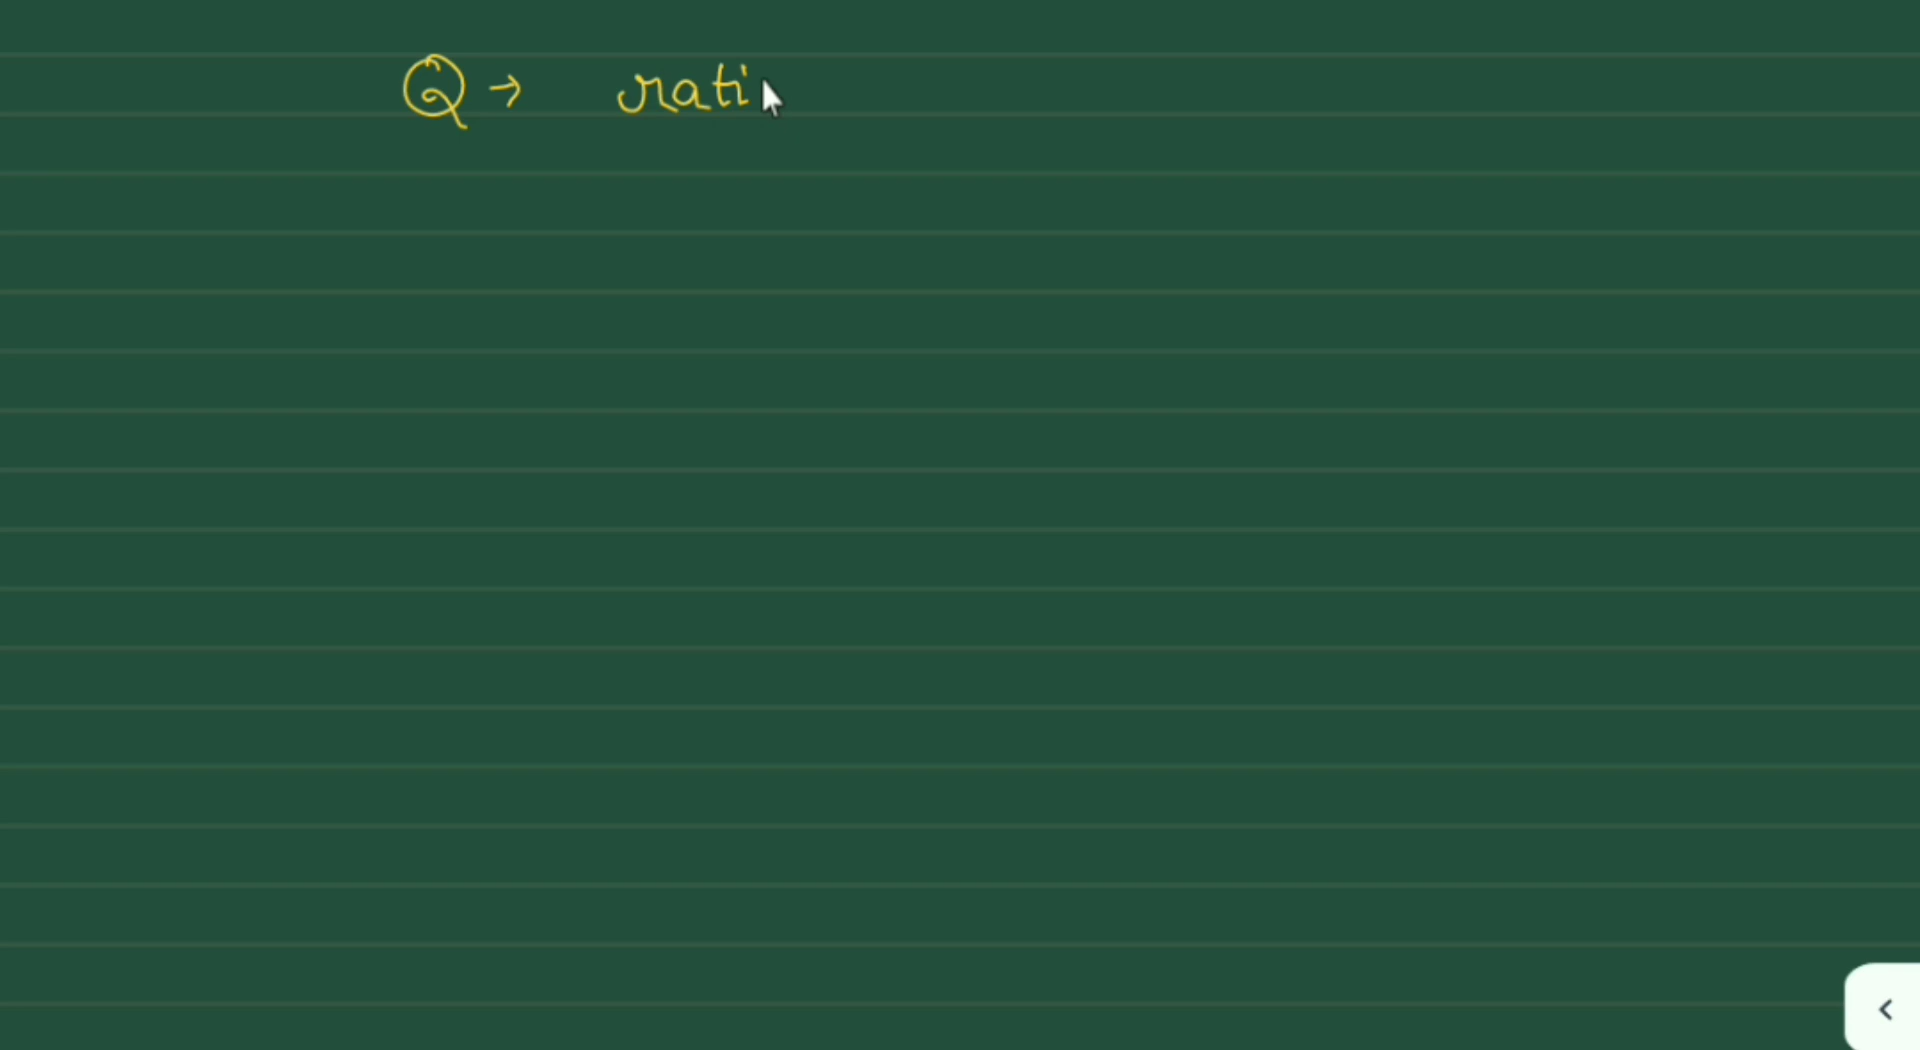 Q → rati